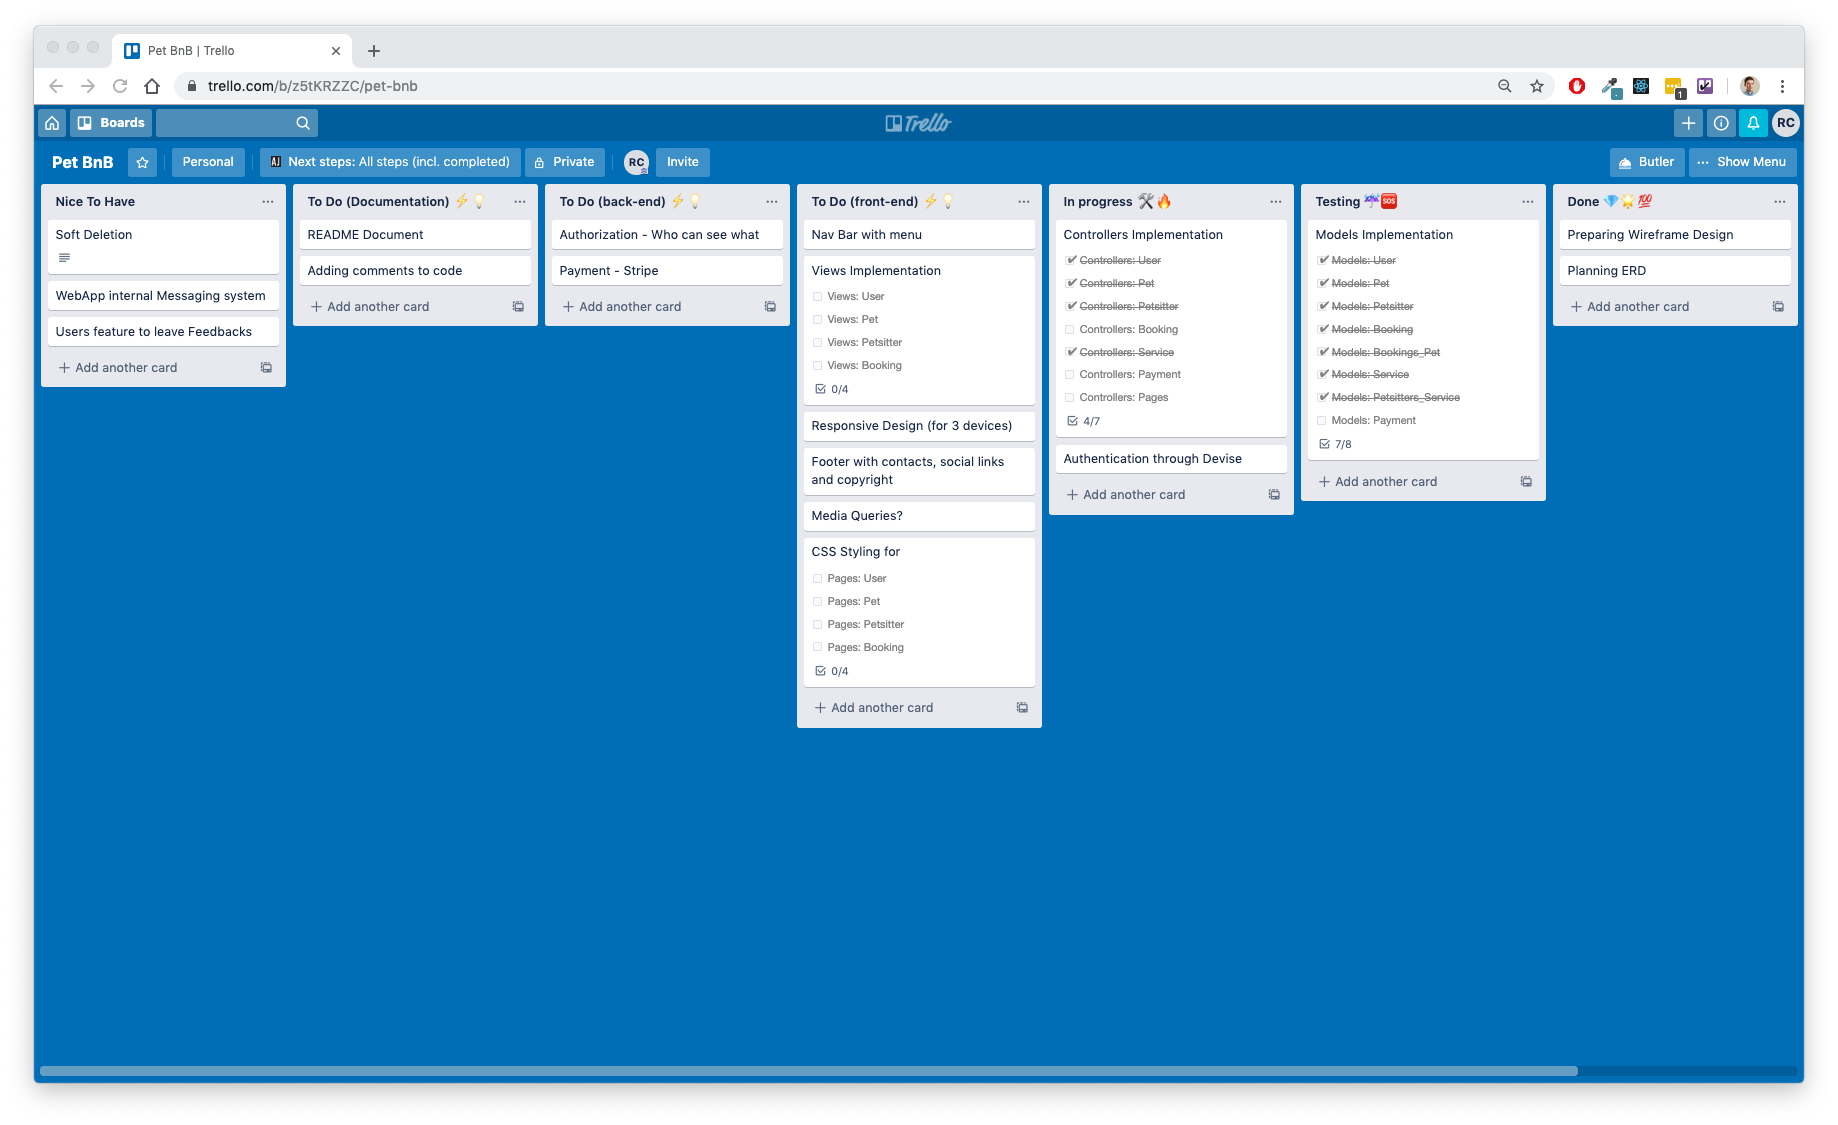 Pet BnB | Trello
trello.com/b/z5tKRZZC/pet-bnb
1
Boards
Trello
RC
Pet BnB
Personal
AJ
Next steps: All steps (incl. completed)
Private
RC
Invite
Butler
Show Menu
Nice To Have
Soft Deletion
WebApp internal Messaging system
Users feature to leave Feedbacks
+ Add another card
To Do (Documentation) ⚡💡
README Document
Adding comments to code
+ Add another card
To Do (back-end) ⚡💡
Authorization - Who can see what
Payment - Stripe
+ Add another card
To Do (front-end) ⚡💡
Nav Bar with menu
Views Implementation
Views: User
Views: Pet
Views: Petsitter
Views: Booking
0/4
Responsive Design (for 3 devices)
Footer with contacts, social links
and copyright
Media Queries?
CSS Styling for
Pages: User
Pages: Pet
Pages: Petsitter
Pages: Booking
0/4
+ Add another card
In progress 🛠🔥
Controllers Implementation
Controllers: User
Controllers: Pet
Controllers: Petsitter
Controllers: Booking
Controllers: Service
Controllers: Payment
Controllers: Pages
4/7
Authentication through Devise
+ Add another card
Testing ☔🆘
Models Implementation
Models: User
Models: Pet
Models: Petsitter
Models: Booking
Models: Bookings_Pet
Models: Service
Models: Petsitters_Service
Models: Payment
7/8
+ Add another card
Done 💎🌟💯
Preparing Wireframe Design
Planning ERD
+ Add another card